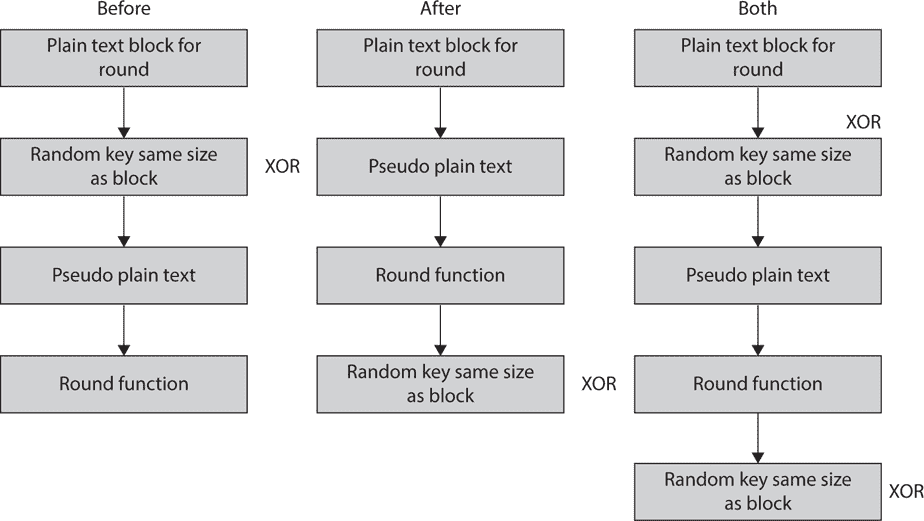 Before
Plain text block for
round
Random key same size
as block
XOR
Pseudo plain text
Round function
After
Plain text block for
round
Pseudo plain text
Round function
Random key same size
as block
XOR
Both
Plain text block for
round
XOR
Random key same size
as block
Pseudo plain text
Round function
Random key same size
as block
XOR